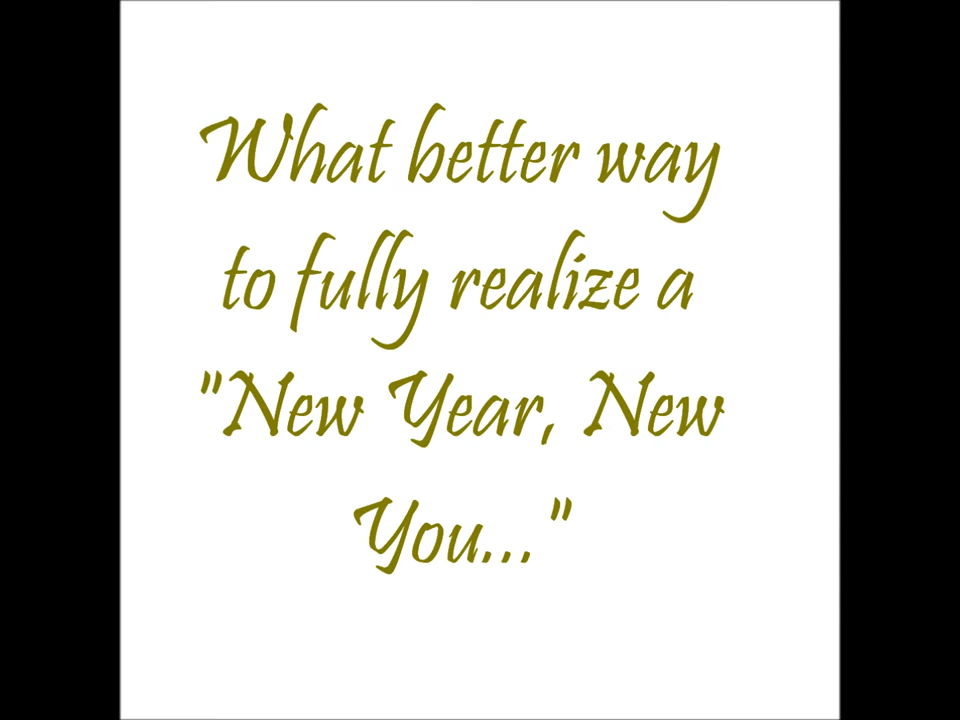 What better way
to fully realize a
"New Year, New
You..."